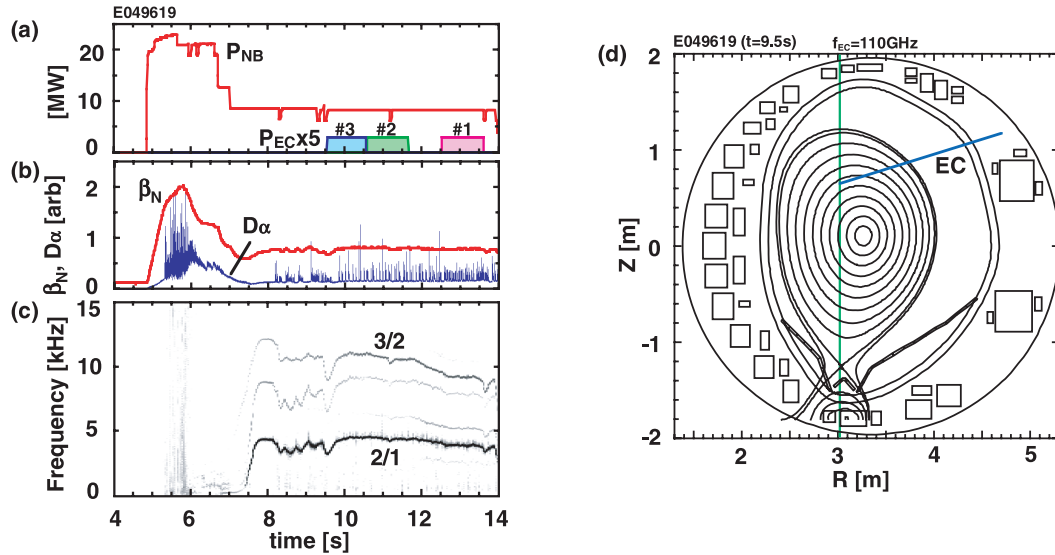 E049619
(a)
20
10
0
[MW]
P_NB
P_ECx5
#3
#2
#1
(b)
2
1
0
β_N, Dα [arb]
β_N
Dα
(c)
15
10
5
0
Frequency [kHz]
3/2
2/1
4
6
8
10
12
14
time [s]
(d)
E049619 (t=9.5s)
f_EC=110GHz
2
1
0
-1
-2
Z [m]
EC
2
3
4
5
R [m]